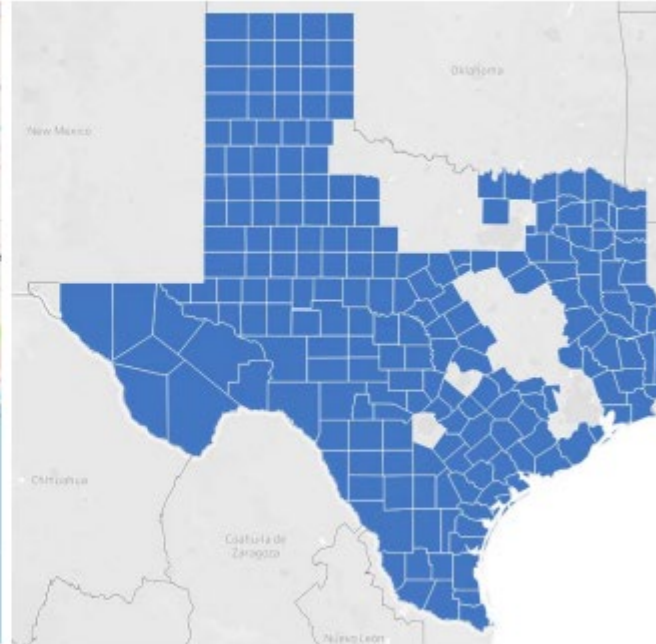 Oklahoma
New Mexico
Chihuahua
Coahuila de
Zaragoza
Nuevo León